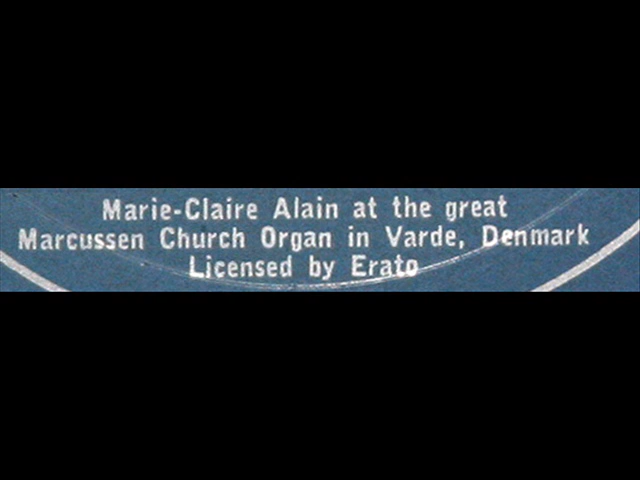 Marie-Claire Alain at the great
Marcussen Church Organ in Varde, Denmark
Licensed by Erato